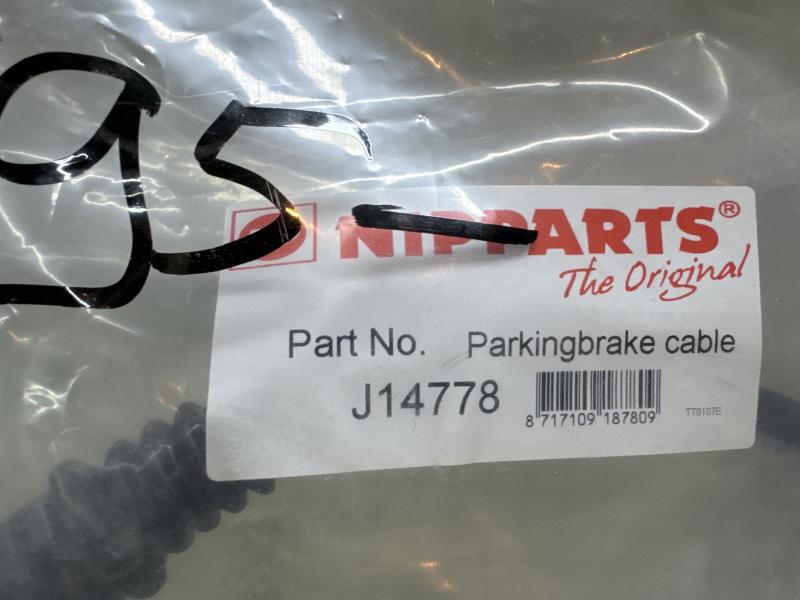 95-
NIPPARTS®
The Original
Part No. Parkingbrake cable
J14778
8 717109 187809
TT0107E